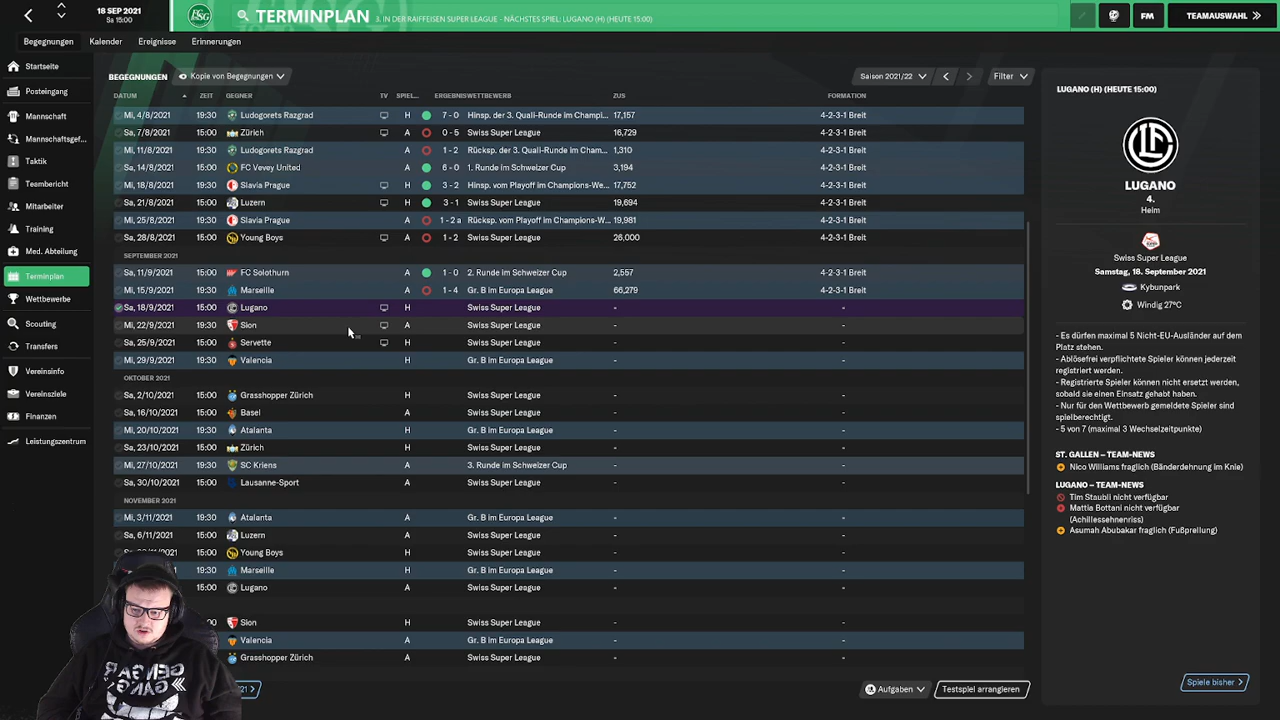 18 SEP 2021
Sa 15:00
TERMINPLAN
3. IN DER RAIFFEISEN SUPER LEAGUE - NÄCHSTES SPIEL: LUGANO (H) (HEUTE 15:00)
FM
TEAMAUSWAHL
Begegnungen Kalender Ereignisse Erinnerungen
Startseite
Posteingang
Mannschaft
Mannschaftsgef...
Taktik
Teambericht
Mitarbeiter
Training
Med. Abteilung
Terminplan
Wettbewerbe
Scouting
Transfers
Vereinsinfo
Vereinsziele
Finanzen
Leistungszentrum
BEGEGNUNGEN Kopie von Begegnungen Saison 2021/22 Filter
DATUM ZEIT GEGNER TV SPIEL... ERGEBNIS WETTBEWERB ZUS FORMATION
Mi, 4/8/2021 19:30 Ludogorets Razgrad H 7 - 0 Hinsp. der 3. Quali-Runde im Champi... 17,157 4-2-3-1 Breit
Sa, 7/8/2021 15:00 Zürich A 0 - 5 Swiss Super League 16,729 4-2-3-1 Breit
Mi, 11/8/2021 19:30 Ludogorets Razgrad A 1 - 2 Rücksp. der 3. Quali-Runde im Cham... 1,310 4-2-3-1 Breit
Sa, 14/8/2021 15:00 FC Vevey United A 6 - 0 1. Runde im Schweizer Cup 3,194 4-2-3-1 Breit
Mi, 18/8/2021 19:30 Slavia Prague H 3 - 2 Hinsp. vom Playoff im Champions-We... 17,752 4-2-3-1 Breit
Sa, 21/8/2021 15:00 Luzern H 3 - 1 Swiss Super League 19,694 4-2-3-1 Breit
Mi, 25/8/2021 19:30 Slavia Prague A 1 - 2 a Rücksp. vom Playoff im Champions-W... 19,981 4-2-3-1 Breit
Sa, 28/8/2021 15:00 Young Boys A 1 - 2 Swiss Super League 26,000 4-2-3-1 Breit
SEPTEMBER 2021
Sa, 11/9/2021 15:00 FC Solothurn A 1 - 0 2. Runde im Schweizer Cup 2,557 4-2-3-1 Breit
Mi, 15/9/2021 19:30 Marseille A 1 - 4 Gr. B im Europa League 66,279 4-2-3-1 Breit
Sa, 18/9/2021 15:00 Lugano H Swiss Super League - -
Mi, 22/9/2021 19:30 Sion A Swiss Super League - -
Sa, 25/9/2021 15:00 Servette H Swiss Super League - -
Mi, 29/9/2021 19:30 Valencia H Gr. B im Europa League - -
OKTOBER 2021
Sa, 2/10/2021 15:00 Grasshopper Zürich H Swiss Super League - -
Sa, 16/10/2021 15:00 Basel A Swiss Super League - -
Mi, 20/10/2021 19:30 Atalanta H Gr. B im Europa League - -
Sa, 23/10/2021 15:00 Zürich H Swiss Super League - -
Mi, 27/10/2021 19:30 SC Kriens A 3. Runde im Schweizer Cup - -
Sa, 30/10/2021 15:00 Lausanne-Sport A Swiss Super League - -
NOVEMBER 2021
Mi, 3/11/2021 19:30 Atalanta A Gr. B im Europa League - -
Sa, 6/11/2021 15:00 Luzern A Swiss Super League - -
15:00 Young Boys H Swiss Super League - -
19:30 Marseille H Gr. B im Europa League - -
15:00 Lugano A Swiss Super League - -
Sion H Swiss Super League - -
Valencia A Gr. B im Europa League - -
Grasshopper Zürich A Swiss Super League - -
Aufgaben Testspiel arrangieren
LUGANO (H) (HEUTE 15:00)
LUGANO
4.
Heim
Swiss Super League
Samstag, 18. September 2021
Kybunpark
Windig 27°C
- Es dürfen maximal 5 Nicht-EU-Ausländer auf
dem Platz stehen.
- Ablösefrei verpflichtete Spieler können jederzeit
registriert werden.
- Registrierte Spieler können nicht ersetzt werden,
sobald sie einen Einsatz gehabt haben.
- Nur für den Wettbewerb gemeldete Spieler sind
spielberechtigt.
- 5 von 7 (maximal 3 Wechselzeitpunkte)
ST. GALLEN – TEAM-NEWS
Nico Williams fraglich (Bänderdehnung im Knie)
LUGANO – TEAM-NEWS
Tim Staubli nicht verfügbar
Mattia Bottani nicht verfügbar
(Achillessehnenriss)
Asumah Abubakar fraglich (Fußprellung)
Spiele bisher
GENGAR
GANG